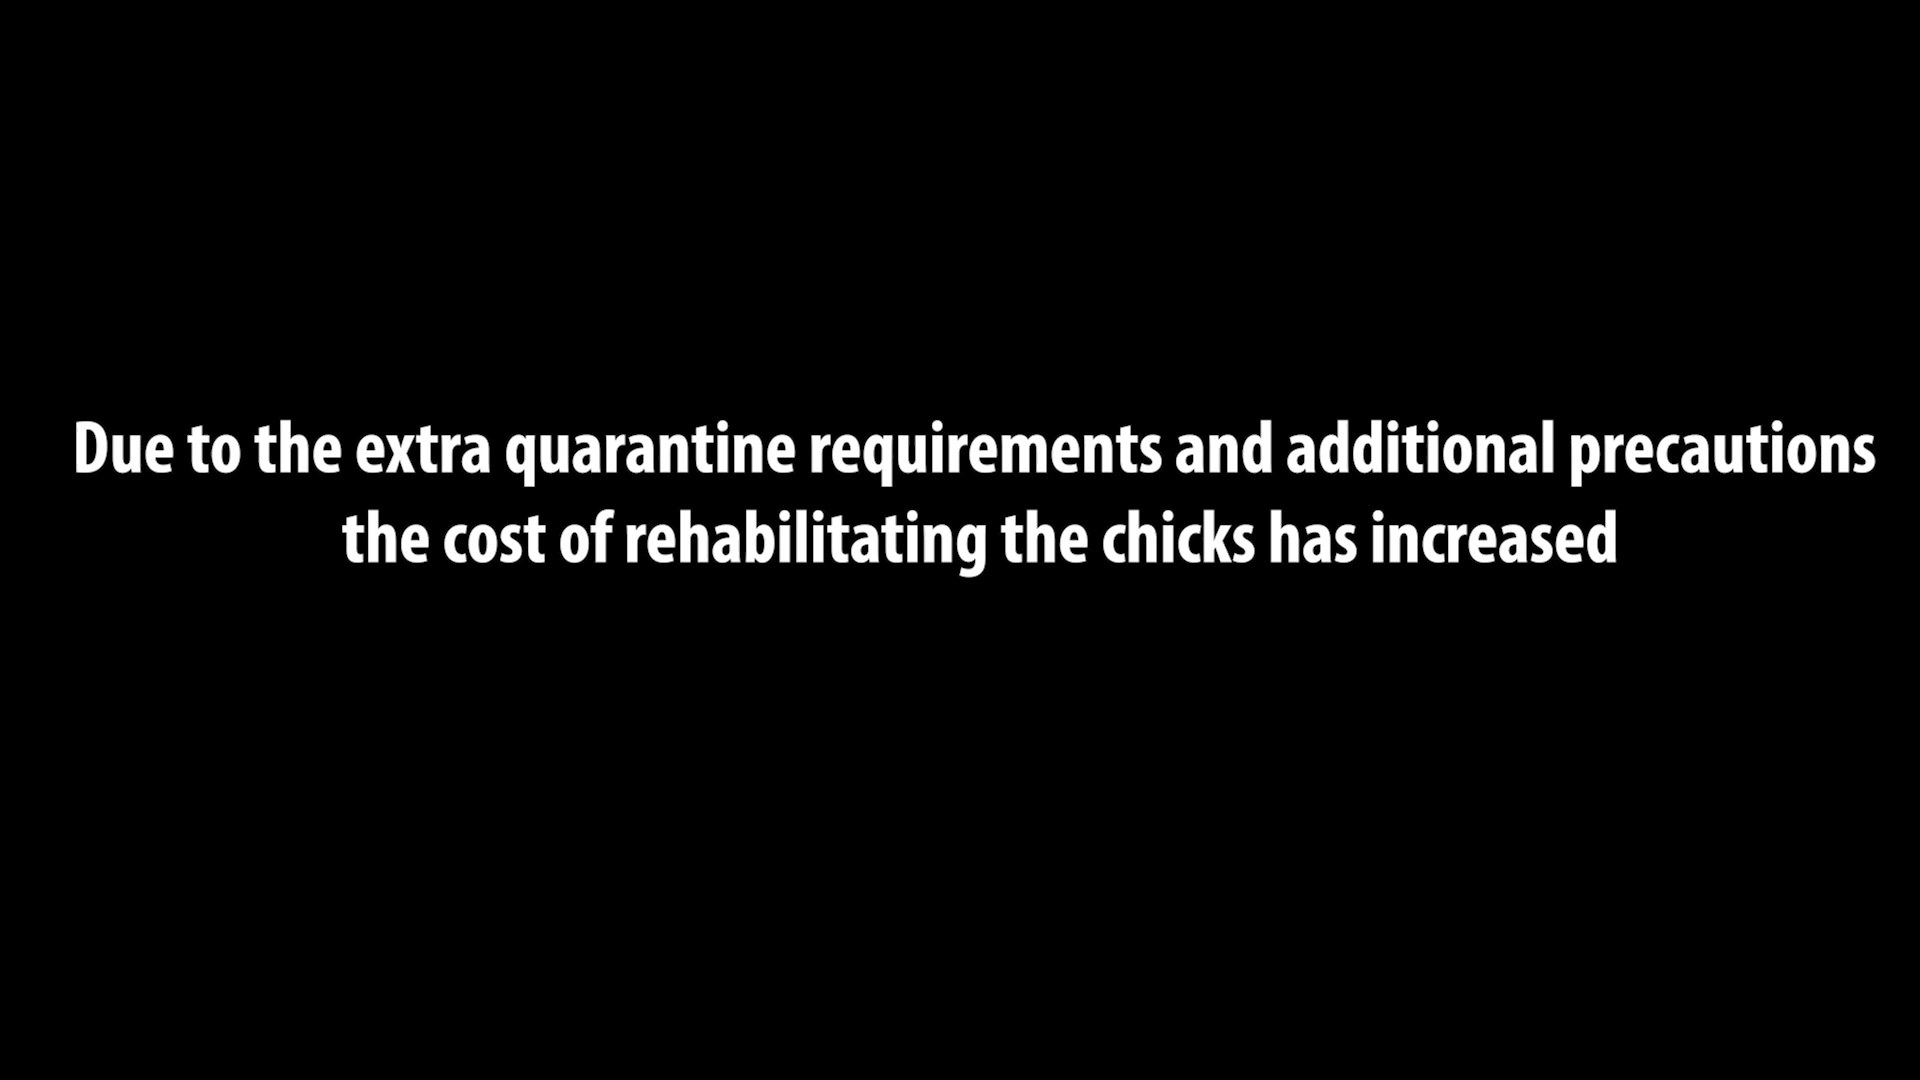 Due to the extra quarantine requirements and additional precautions
the cost of rehabilitating the chicks has increased